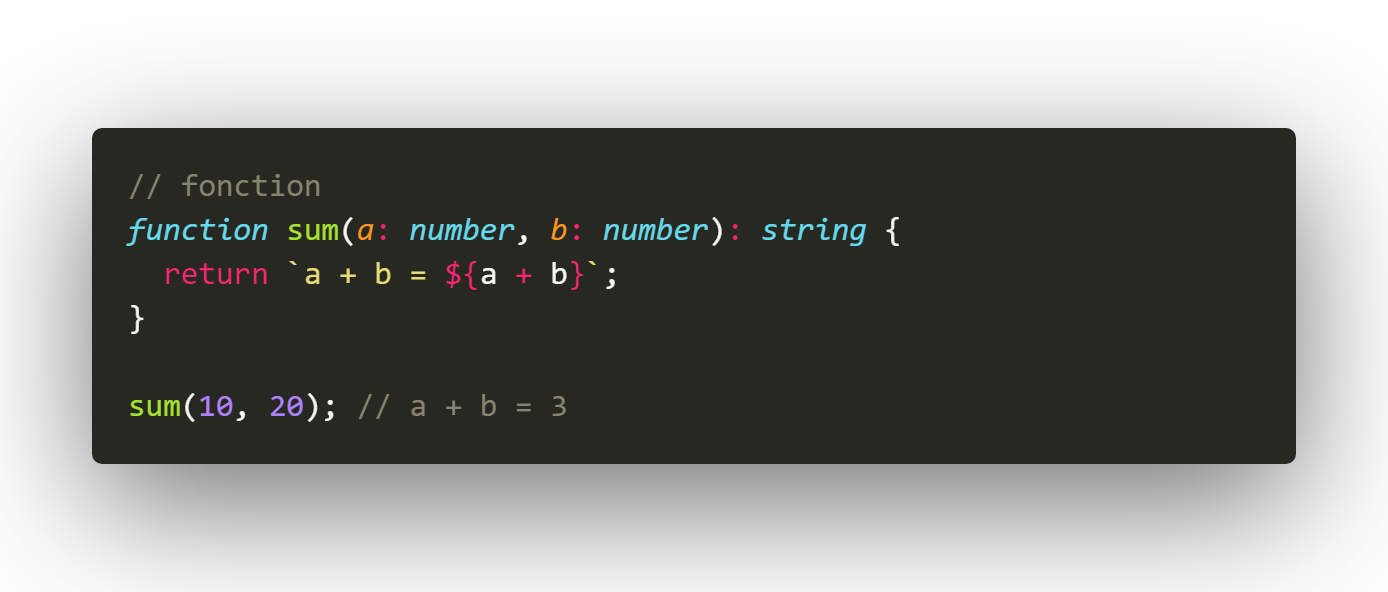 // fonction
function sum(a: number, b: number): string {
  return `a + b = ${a + b}`;
}

sum(10, 20); // a + b = 3